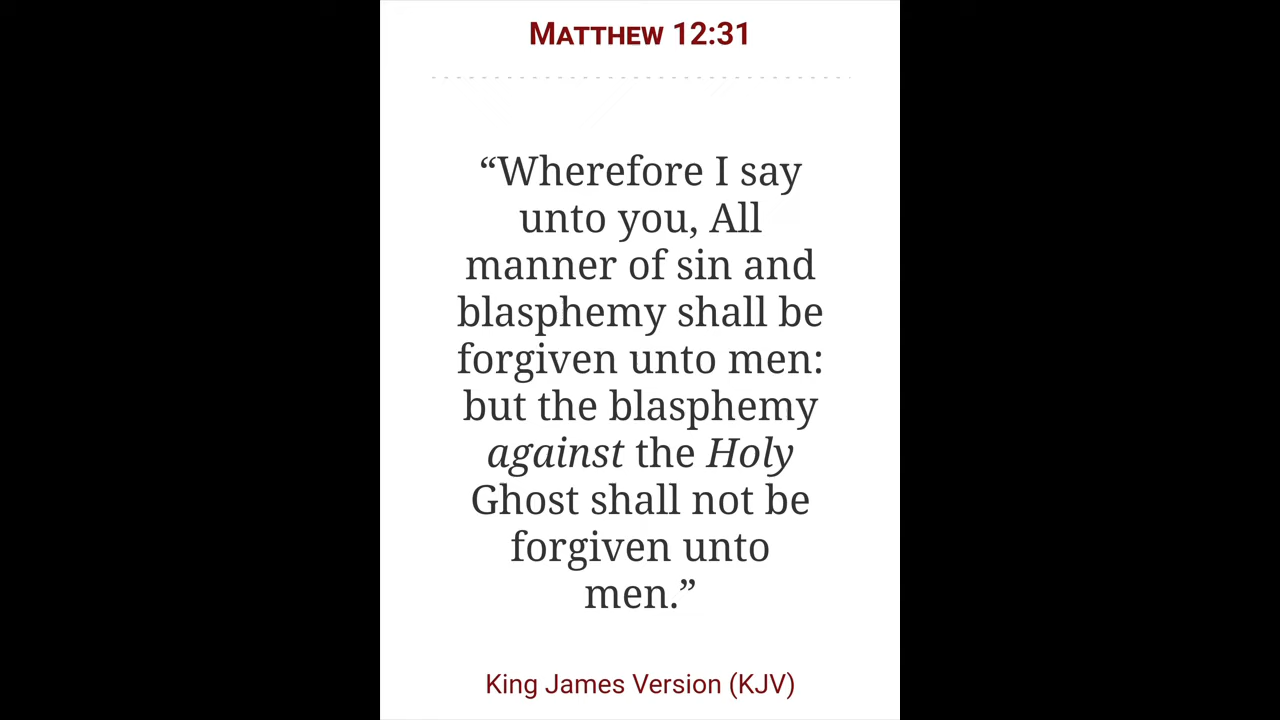 Matthew 12:31
“Wherefore I say
unto you, All
manner of sin and
blasphemy shall be
forgiven unto men:
but the blasphemy
against the Holy
Ghost shall not be
forgiven unto
men.”
King James Version (KJV)